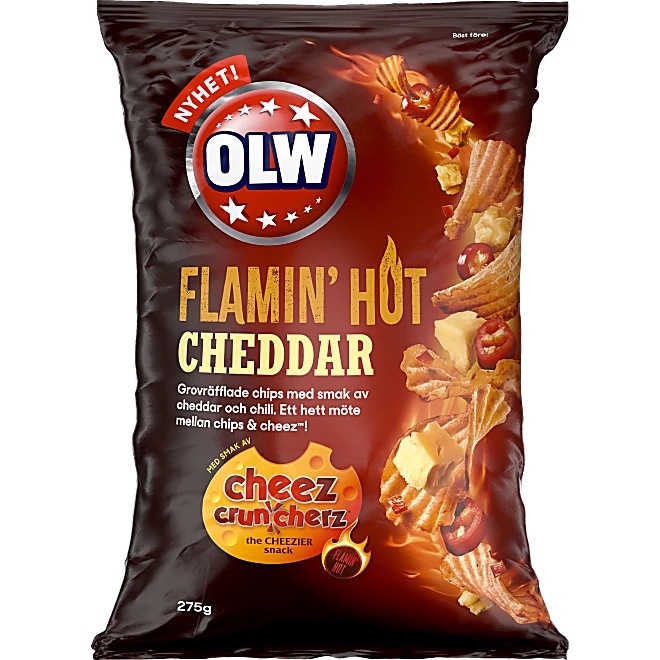 Bäst före:
NYHET!
OLW
FLAMIN' HOT
CHEDDAR
Grovräfflade chips med smak av
cheddar och chili. Ett hett möte
mellan chips & cheez™!
MED SMAK AV
cheez
cruncherz
the CHEEZIER
snack
FLAMIN'
HOT
275g